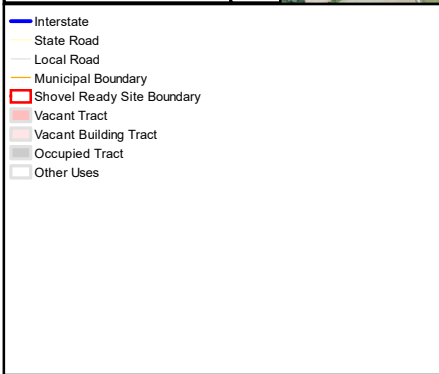 Interstate
State Road
Local Road
Municipal Boundary
Shovel Ready Site Boundary
Vacant Tract
Vacant Building Tract
Occupied Tract
Other Uses